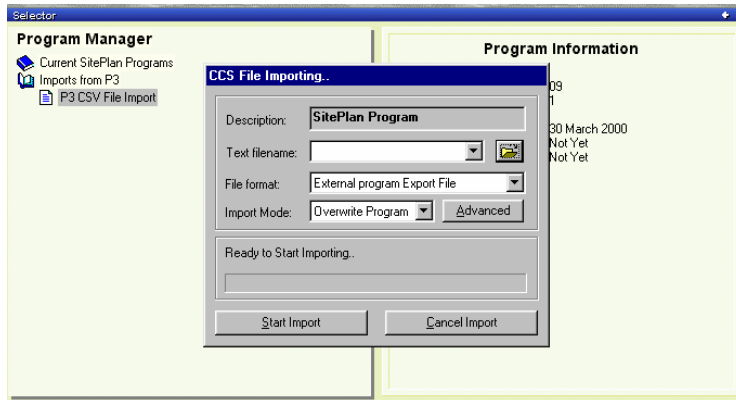 Selector
Program Manager
Current SitePlan Programs
Imports from P3
P3 CSV File Import
Program Information
09
1
30 March 2000
Not Yet
Not Yet
CCS File Importing..
Description: SitePlan Program
Text filename:
File format: External program Export File
Import Mode: Overwrite Program Advanced
Ready to Start Importing..
Start Import Cancel Import